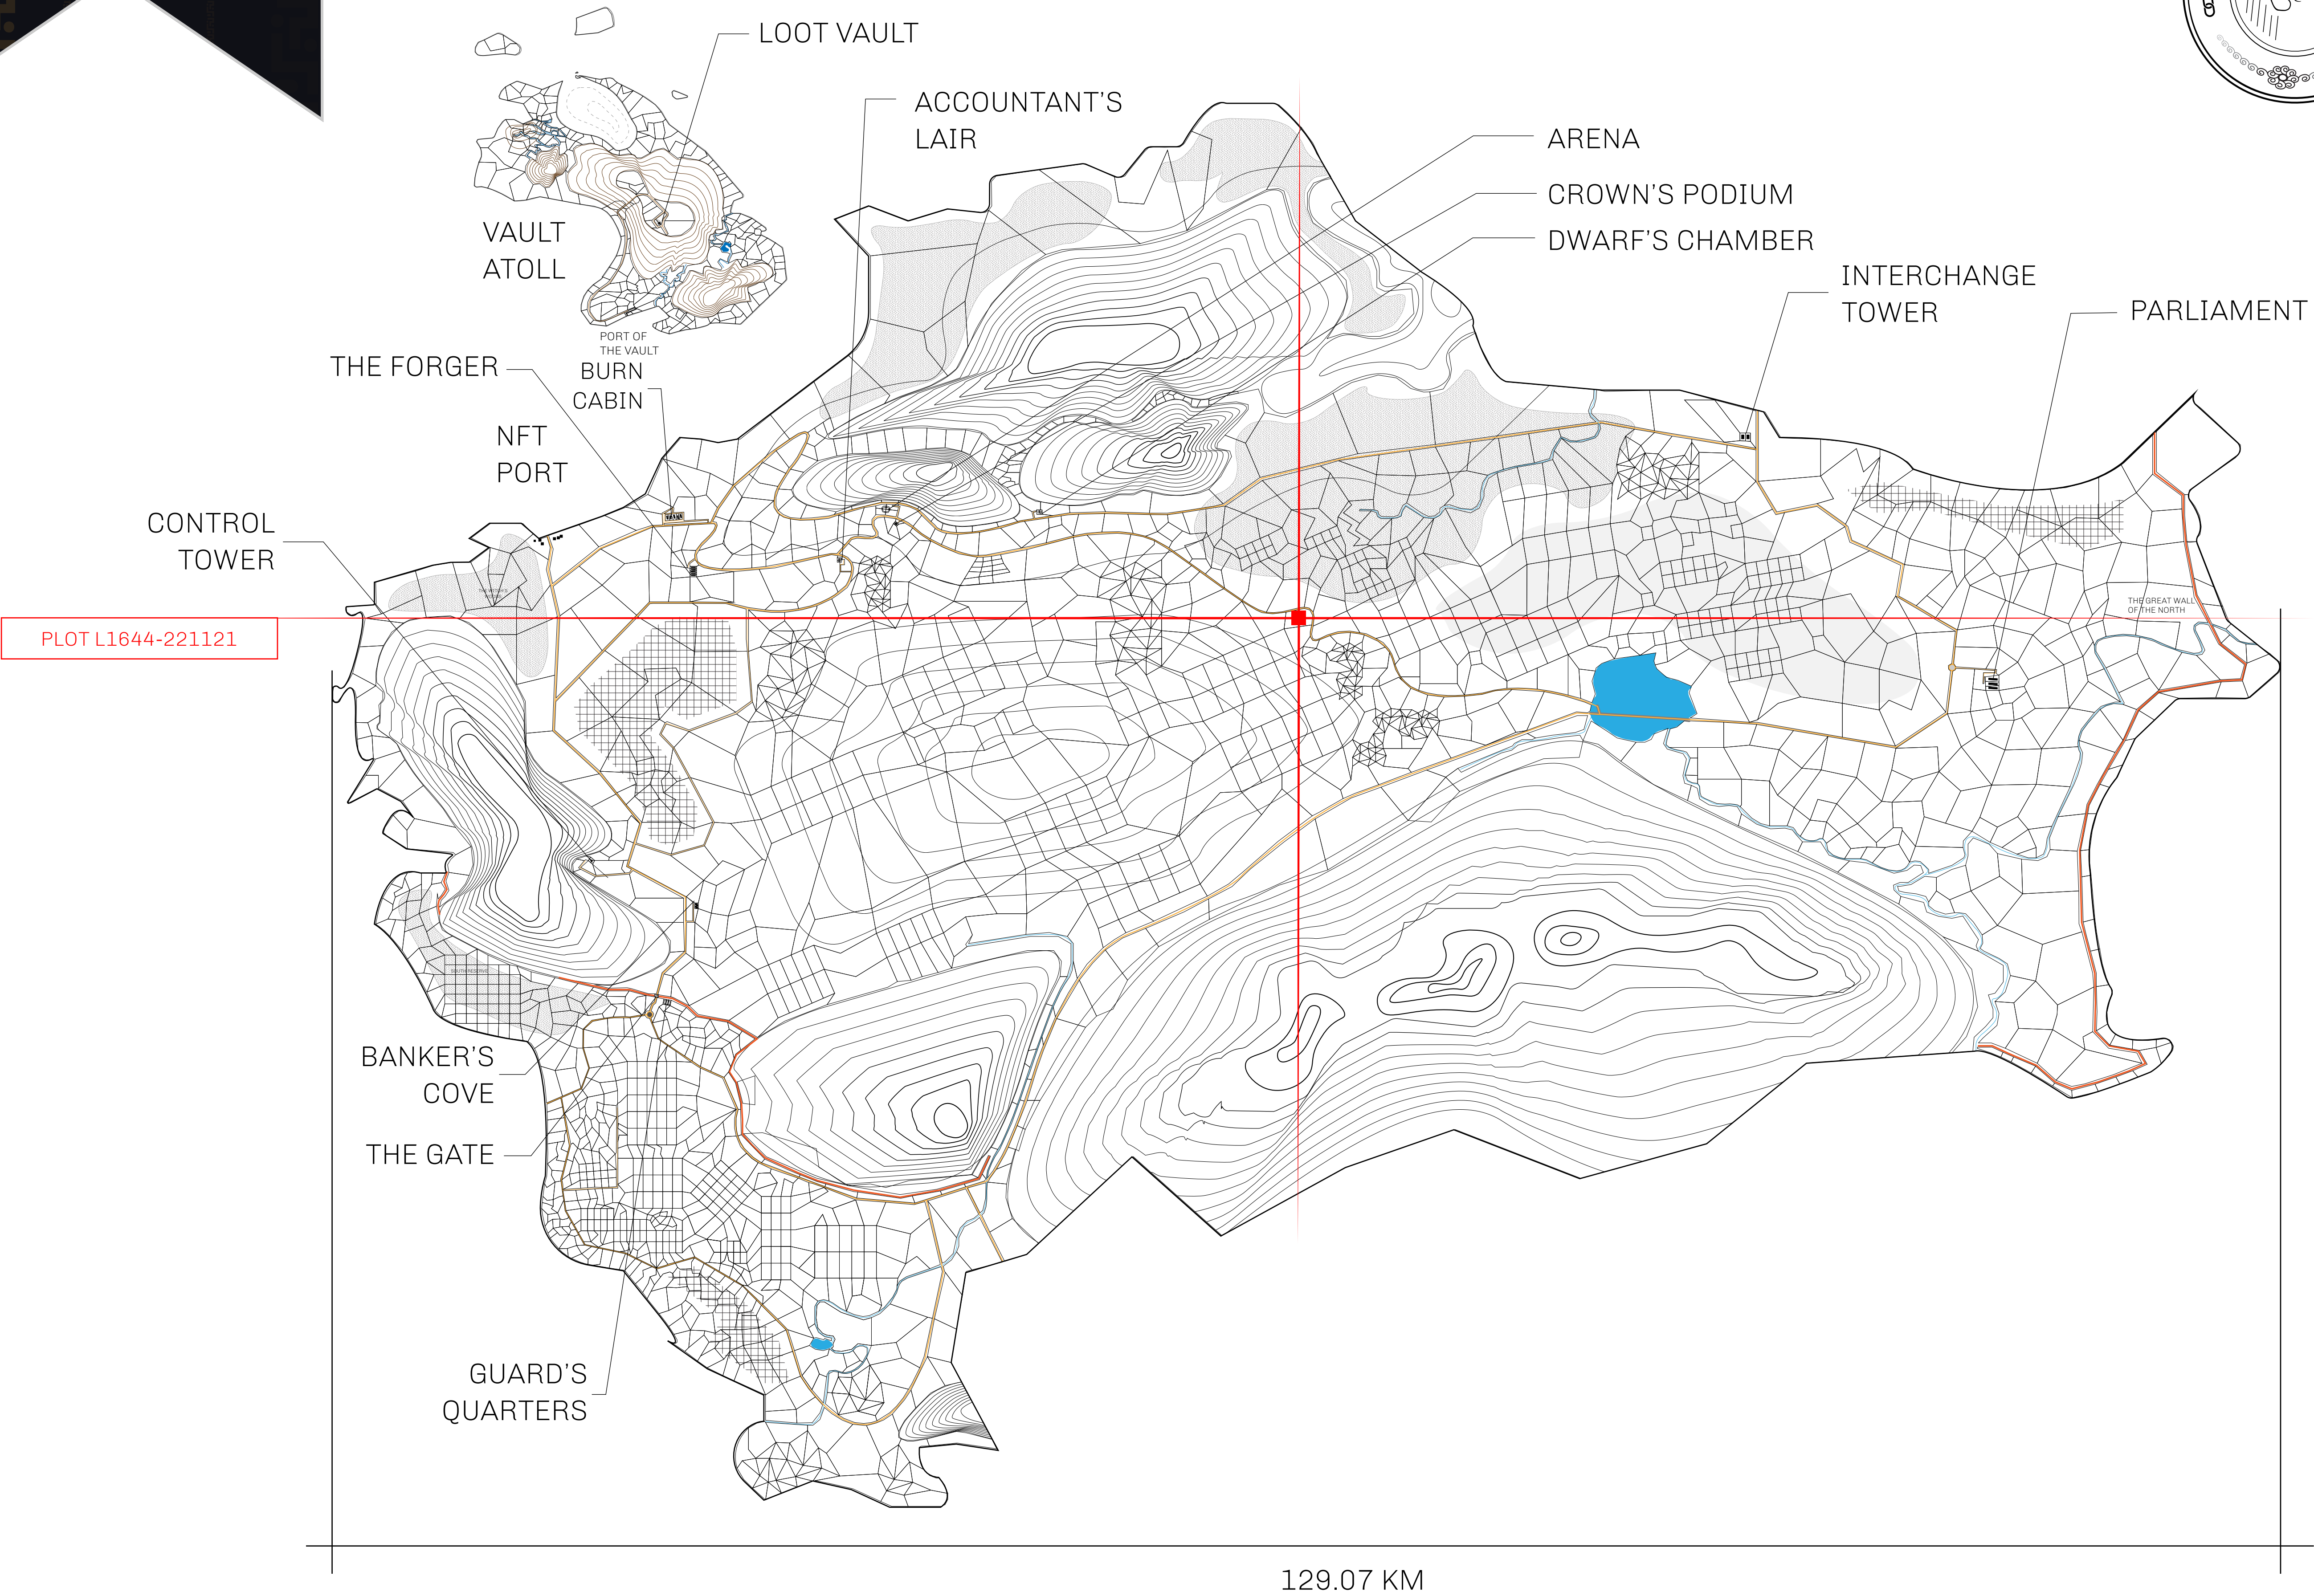 LOOT VAULT
ACCOUNTANT'S
LAIR
ARENA
CROWN'S PODIUM
DWARF'S CHAMBER
VAULT
ATOLL
INTERCHANGE
TOWER
PARLIAMENT
PORT OF
THE VAULT
THE FORGER
BURN
CABIN
NFT
PORT
CONTROL
TOWER
THE GREAT WALL
OF THE NORTH
PLOT L1644-221121
SOUTH RESERVE
BANKER'S
COVE
THE GATE
GUARD'S
QUARTERS
129.07 KM